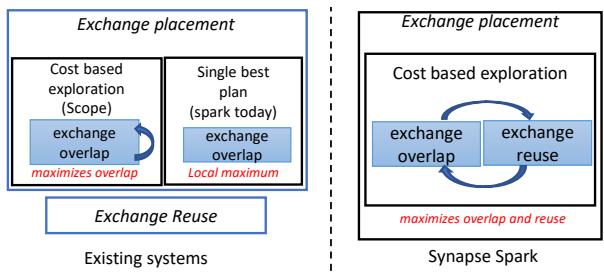 Exchange placement
Cost based
exploration
(Scope)
exchange
overlap
maximizes overlap
Single best
plan
(spark today)
exchange
overlap
Local maximum
Exchange Reuse
Existing systems
Exchange placement
Cost based exploration
exchange
overlap
exchange
reuse
maximizes overlap and reuse
Synapse Spark